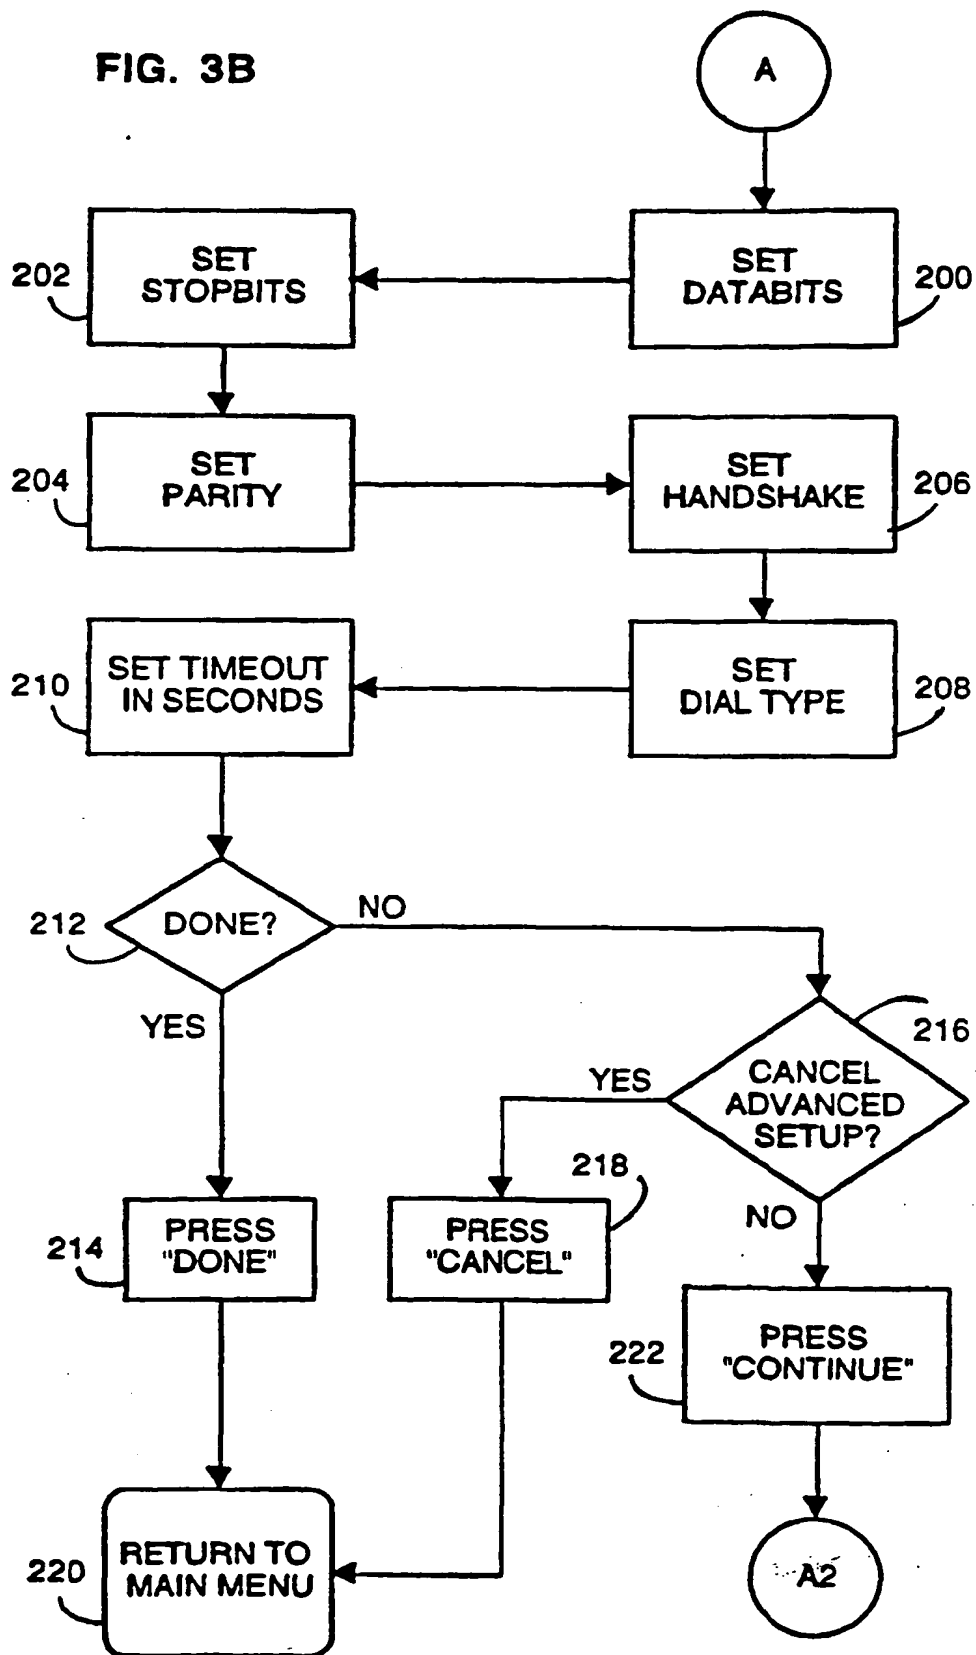 FIG. 3B
A
SET
DATABITS
200
SET
STOPBITS
202
SET
PARITY
204
SET
HANDSHAKE
206
SET
DIAL TYPE
208
SET TIMEOUT
IN SECONDS
210
DONE?
212
NO
YES
CANCEL
ADVANCED
SETUP?
216
YES
NO
PRESS
"DONE"
214
PRESS
"CANCEL"
218
PRESS
"CONTINUE"
222
RETURN TO
MAIN MENU
220
A2